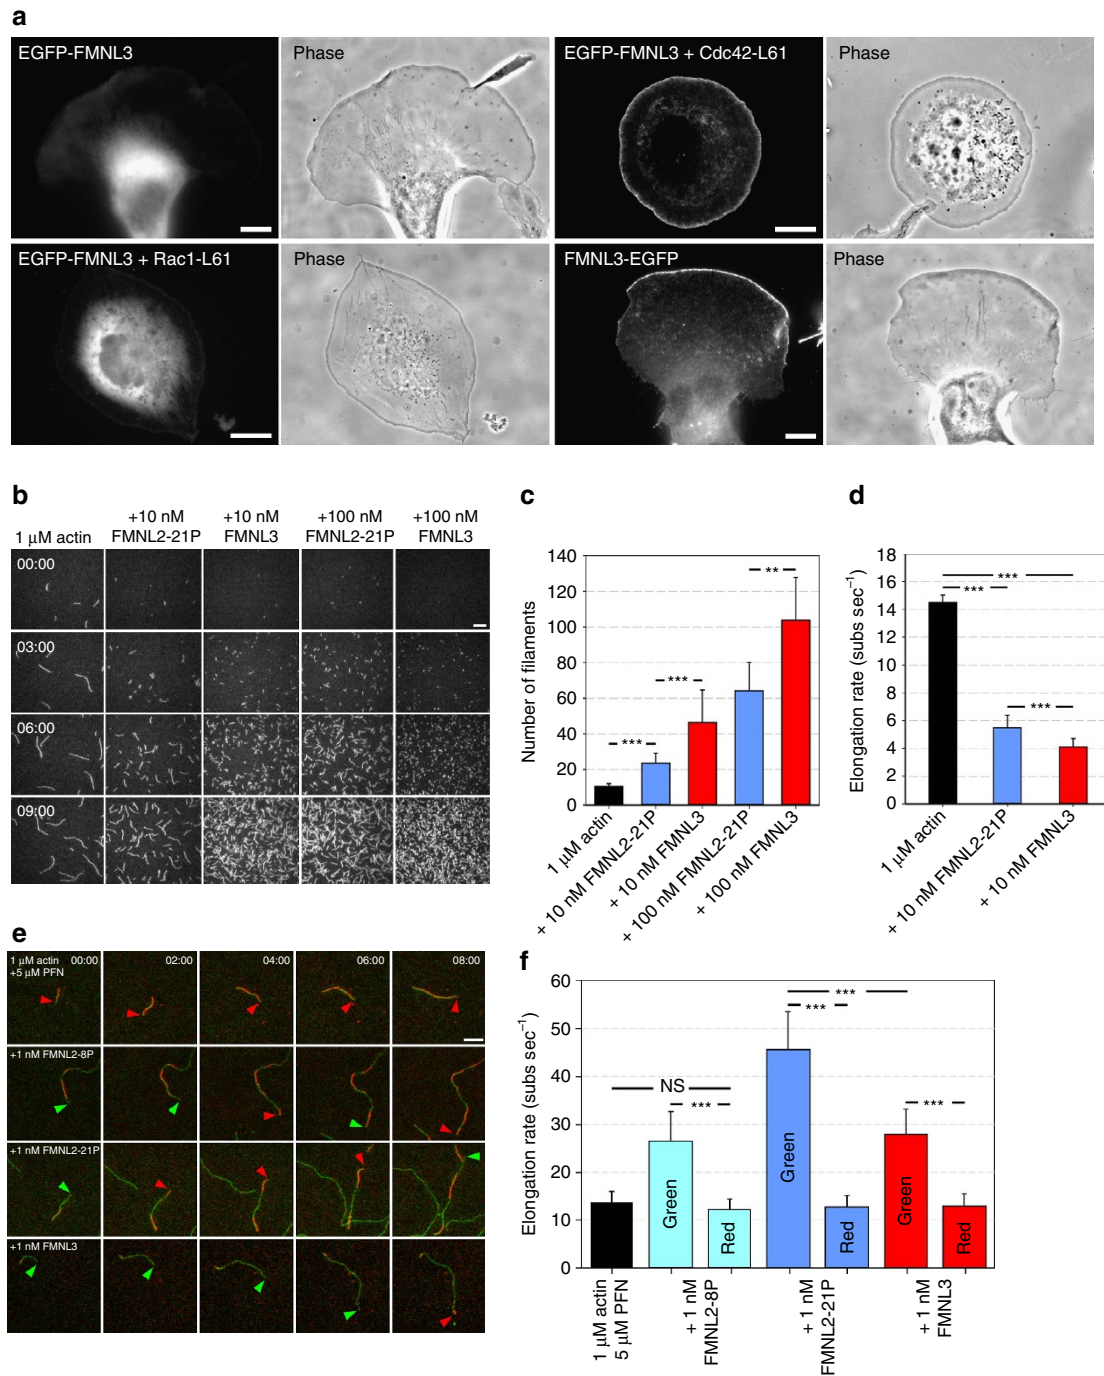 a
EGFP-FMNL3
Phase
EGFP-FMNL3 + Cdc42-L61
Phase
EGFP-FMNL3 + Rac1-L61
Phase
FMNL3-EGFP
Phase
b
1 μM actin
+10 nM
FMNL2-21P
+10 nM
FMNL3
+100 nM
FMNL2-21P
+100 nM
FMNL3
00:00
03:00
06:00
09:00
c
Number of filaments
140
120
100
80
60
40
20
0
***
***
**
1 μM actin
+ 10 nM FMNL2-21P
+ 10 nM FMNL3
+ 100 nM FMNL2-21P
+ 100 nM FMNL3
d
Elongation rate (subs sec⁻¹)
18
16
14
12
10
8
6
4
2
0
***
***
***
1 μM actin
+ 10 nM FMNL2-21P
+ 10 nM FMNL3
e
1 μM actin
+5 μM PFN
00:00
02:00
04:00
06:00
08:00
+1 nM FMNL2-8P
+1 nM FMNL2-21P
+1 nM FMNL3
f
Elongation rate (subs sec⁻¹)
60
50
40
30
20
10
0
NS
***
***
***
***
Green
Red
Green
Red
Green
Red
1 μM actin
5 μM PFN
+ 1 nM
FMNL2-8P
+ 1 nM
FMNL2-21P
+ 1 nM
FMNL3